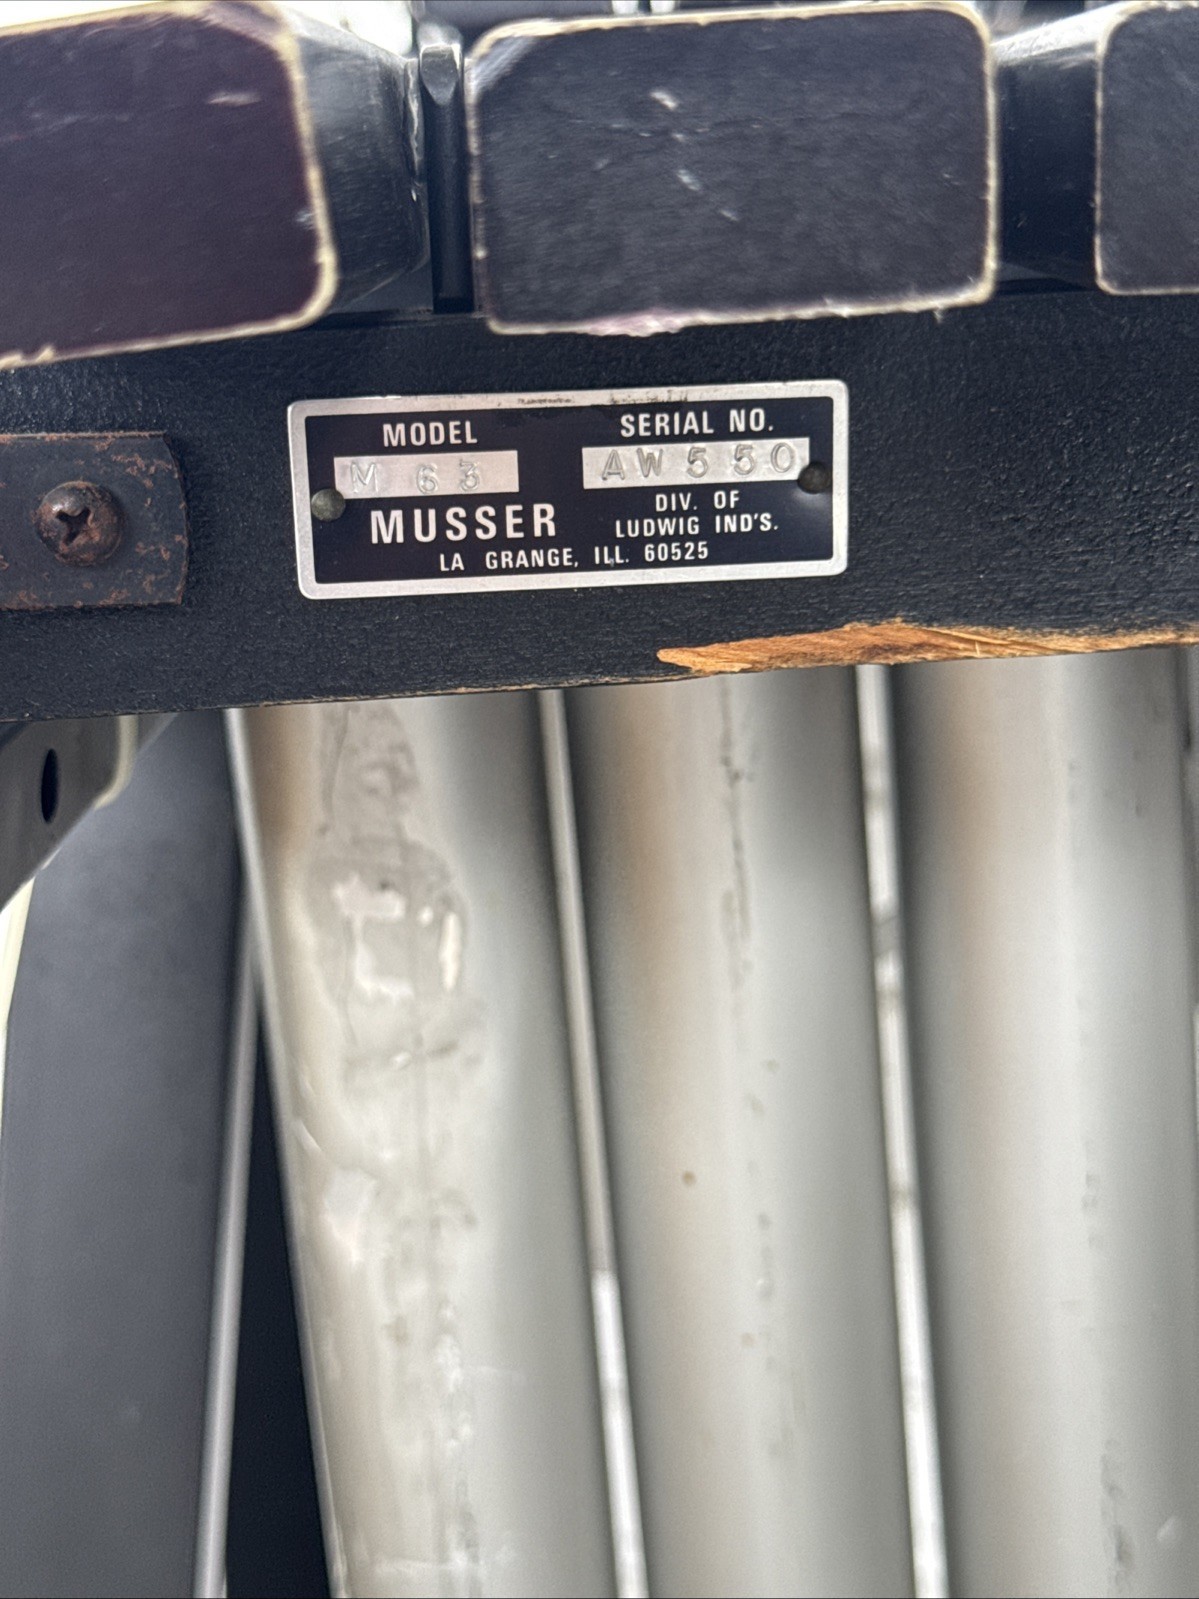 MODEL SERIAL NO.
M 63 AW 550
MUSSER DIV. OF
LUDWIG IND'S.
LA GRANGE, ILL. 60525